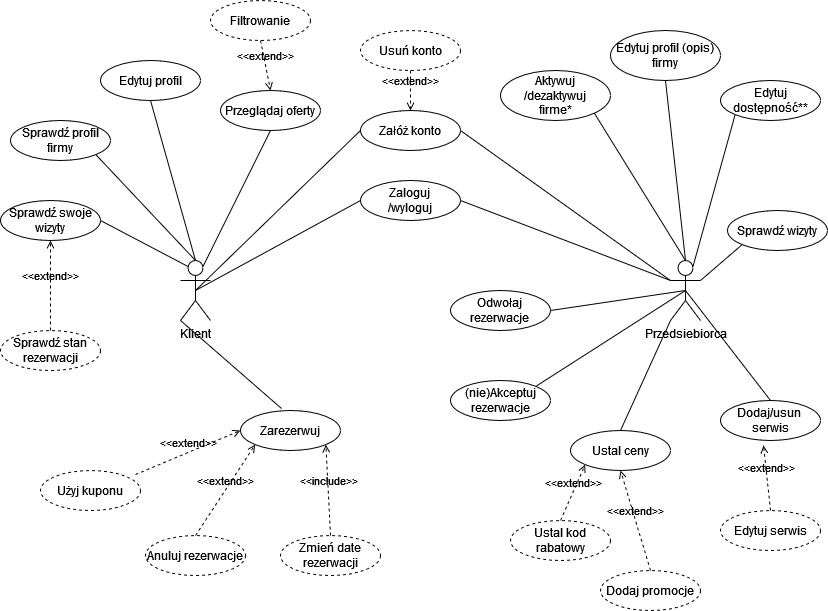 Filtrowanie
<<extend>>
Usuń konto
<<extend>>
Edytuj profil (opis)
firmy
Edytuj profil
Przeglądaj oferty
Aktywuj
/dezaktywuj
firme*
Edytuj
dostępność**
Sprawdź profil
firmy
Załóż konto
Zaloguj
/wyloguj
Sprawdź swoje
wizyty
Sprawdź wizyty
<<extend>>
Odwołaj
rezerwacje
Klient
Przedsiebiorca
Sprawdź stan
rezerwacji
(nie)Akceptuj
rezerwacje
Zarezerwuj
Dodaj/usun
serwis
<<extend>>
Ustal ceny
<<extend>>
<<include>>
<<extend>>
<<extend>>
Użyj kuponu
<<extend>>
Anuluj rezerwacje
Zmień date
rezerwacji
Ustal kod
rabatowy
Edytuj serwis
Dodaj promocje